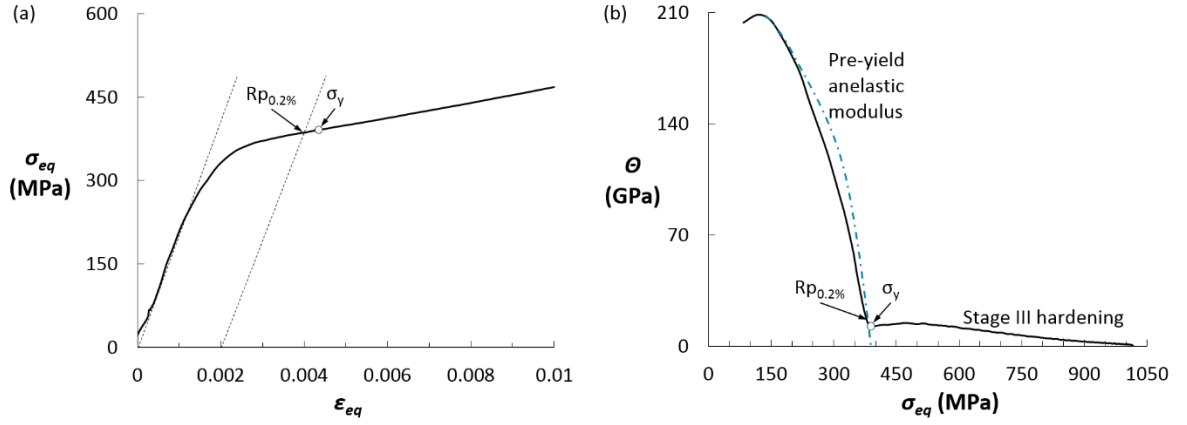 (a)
600
450
300
150
0
σeq
(MPa)
Rp0.2%
σy
0
0.002
0.004
0.006
0.008
0.01
εeq
(b)
210
140
70
0
Θ
(GPa)
Pre-yield
anelastic
modulus
Rp0.2%
σy
Stage III hardening
0
150
300
450
600
750
900
1050
σeq (MPa)